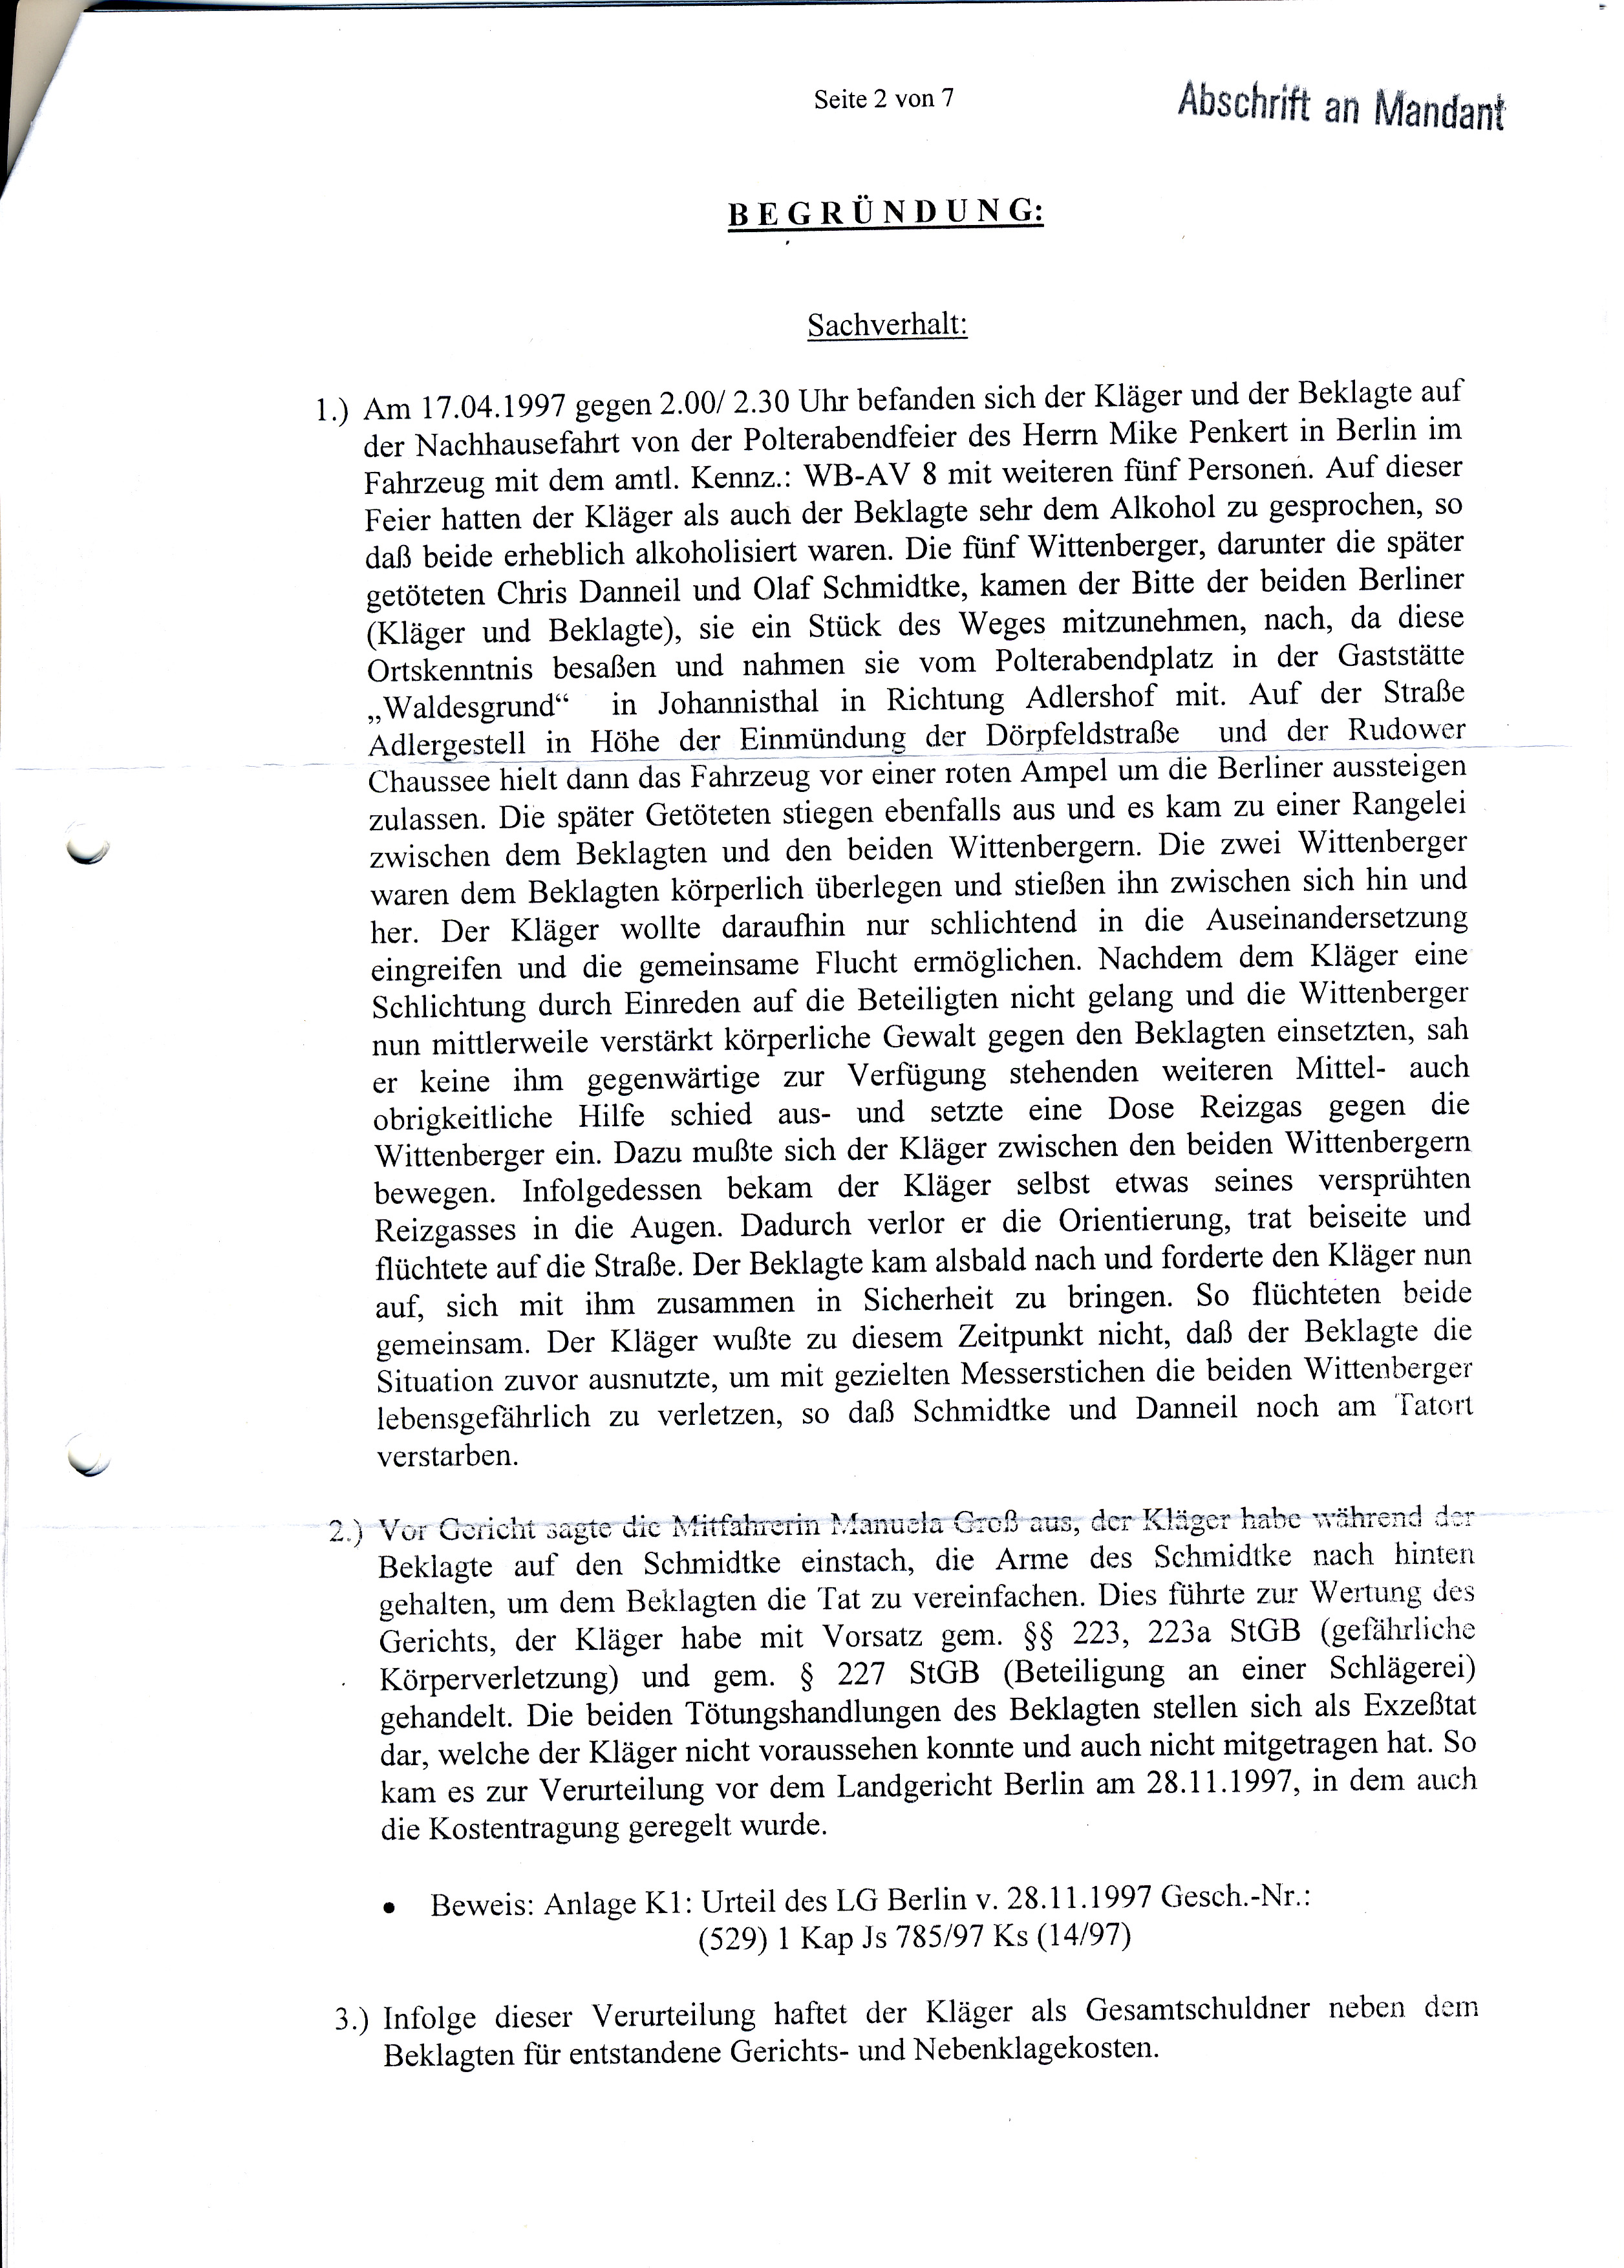 Seite 2 von 7
Abschrift an Mandant
BEGRÜNDUNG:
Sachverhalt:
1.) Am 17.04.1997 gegen 2.00/ 2.30 Uhr befanden sich der Kläger und der Beklagte auf
der Nachhausefahrt von der Polterabendfeier des Herrn Mike Penkert in Berlin im
Fahrzeug mit dem amtl. Kennz.: WB-AV 8 mit weiteren fünf Personen. Auf dieser
Feier hatten der Kläger als auch der Beklagte sehr dem Alkohol zu gesprochen, so
daß beide erheblich alkoholisiert waren. Die fünf Wittenberger, darunter die später
getöteten Chris Danneil und Olaf Schmidtke, kamen der Bitte der beiden Berliner
(Kläger und Beklagte), sie ein Stück des Weges mitzunehmen, nach, da diese
Ortskenntnis besaßen und nahmen sie vom Polterabendplatz in der Gaststätte
„Waldesgrund“ in Johannisthal in Richtung Adlershof mit. Auf der Straße
Adlergestell in Höhe der Einmündung der Dörpfeldstraße und der Rudower
Chaussee hielt dann das Fahrzeug vor einer roten Ampel um die Berliner aussteigen
zulassen. Die später Getöteten stiegen ebenfalls aus und es kam zu einer Rangelei
zwischen dem Beklagten und den beiden Wittenbergern. Die zwei Wittenberger
waren dem Beklagten körperlich überlegen und stießen ihn zwischen sich hin und
her. Der Kläger wollte daraufhin nur schlichtend in die Auseinandersetzung
eingreifen und die gemeinsame Flucht ermöglichen. Nachdem dem Kläger eine
Schlichtung durch Einreden auf die Beteiligten nicht gelang und die Wittenberger
nun mittlerweile verstärkt körperliche Gewalt gegen den Beklagten einsetzten, sah
er keine ihm gegenwärtige zur Verfügung stehenden weiteren Mittel- auch
obrigkeitliche Hilfe schied aus- und setzte eine Dose Reizgas gegen die
Wittenberger ein. Dazu mußte sich der Kläger zwischen den beiden Wittenbergern
bewegen. Infolgedessen bekam der Kläger selbst etwas seines versprühten
Reizgasses in die Augen. Dadurch verlor er die Orientierung, trat beiseite und
flüchtete auf die Straße. Der Beklagte kam alsbald nach und forderte den Kläger nun
auf, sich mit ihm zusammen in Sicherheit zu bringen. So flüchteten beide
gemeinsam. Der Kläger wußte zu diesem Zeitpunkt nicht, daß der Beklagte die
Situation zuvor ausnutzte, um mit gezielten Messerstichen die beiden Wittenberger
lebensgefährlich zu verletzen, so daß Schmidtke und Danneil noch am Tatort
verstarben.
2.) Vor Gericht sagte die Mitfahrerin Manuela Groß aus, der Kläger habe während der
Beklagte auf den Schmidtke einstach, die Arme des Schmidtke nach hinten
gehalten, um dem Beklagten die Tat zu vereinfachen. Dies führte zur Wertung des
Gerichts, der Kläger habe mit Vorsatz gem. §§ 223, 223a StGB (gefährliche
Körperverletzung) und gem. § 227 StGB (Beteiligung an einer Schlägerei)
gehandelt. Die beiden Tötungshandlungen des Beklagten stellen sich als Exzeßtat
dar, welche der Kläger nicht voraussehen konnte und auch nicht mitgetragen hat. So
kam es zur Verurteilung vor dem Landgericht Berlin am 28.11.1997, in dem auch
die Kostentragung geregelt wurde.
• Beweis: Anlage K1: Urteil des LG Berlin v. 28.11.1997 Gesch.-Nr.:
(529) 1 Kap Js 785/97 Ks (14/97)
3.) Infolge dieser Verurteilung haftet der Kläger als Gesamtschuldner neben dem
Beklagten für entstandene Gerichts- und Nebenklagekosten.